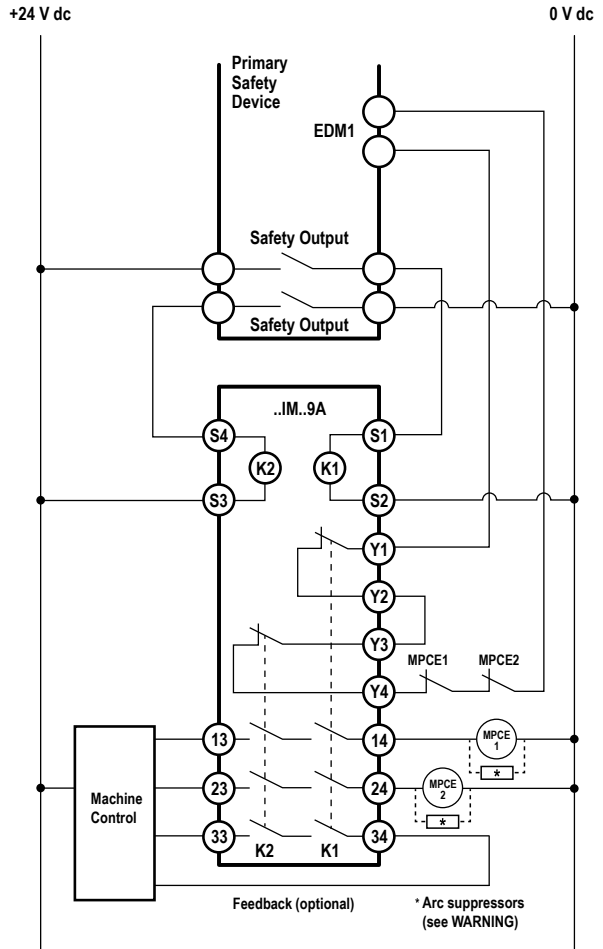 +24 V dc
0 V dc
Primary
Safety
Device
EDM1
Safety Output
Safety Output
..IM..9A
S4
S1
K2
K1
S3
S2
Y1
Y2
Y3
MPCE1
MPCE2
Y4
13
14
MPCE
1
*
Machine
Control
23
24
MPCE
2
*
33
34
K2
K1
Feedback (optional)
* Arc suppressors
(see WARNING)